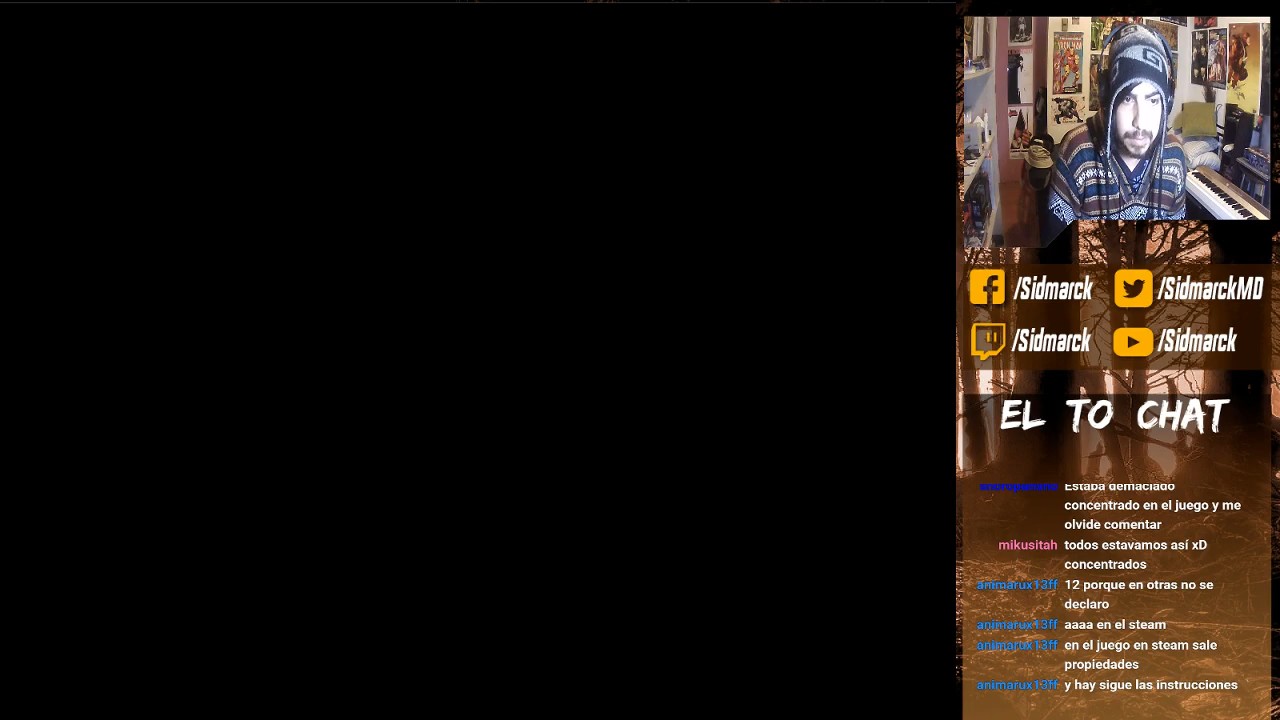 /Sidmarck /SidmarckMD
/Sidmarck /Sidmarck
EL TO CHAT
Estaba demaciado
concentrado en el juego y me
olvide comentar
mikusitah todos estavamos así xD
concentrados
animarux13ff 12 porque en otras no se
declaro
animarux13ff aaaa en el steam
animarux13ff en el juego en steam sale
propiedades
animarux13ff y hay sigue las instrucciones